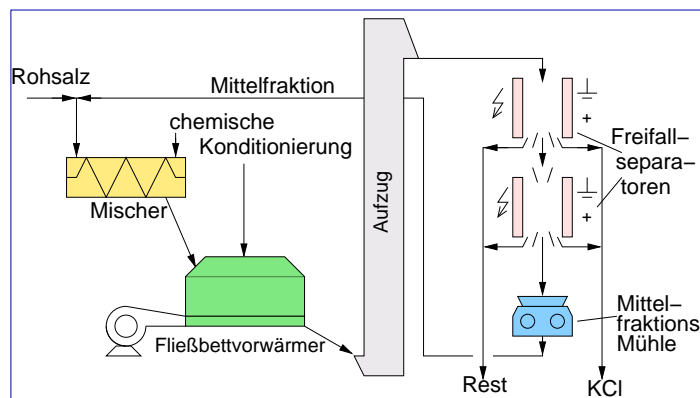 Rohsalz
Mittelfraktion
chemische
Konditionierung
Mischer
Fließbettvorwärmer
Aufzug
+
Freifall–
separa–
toren
+
Mittel–
fraktions
Mühle
Rest
KCl